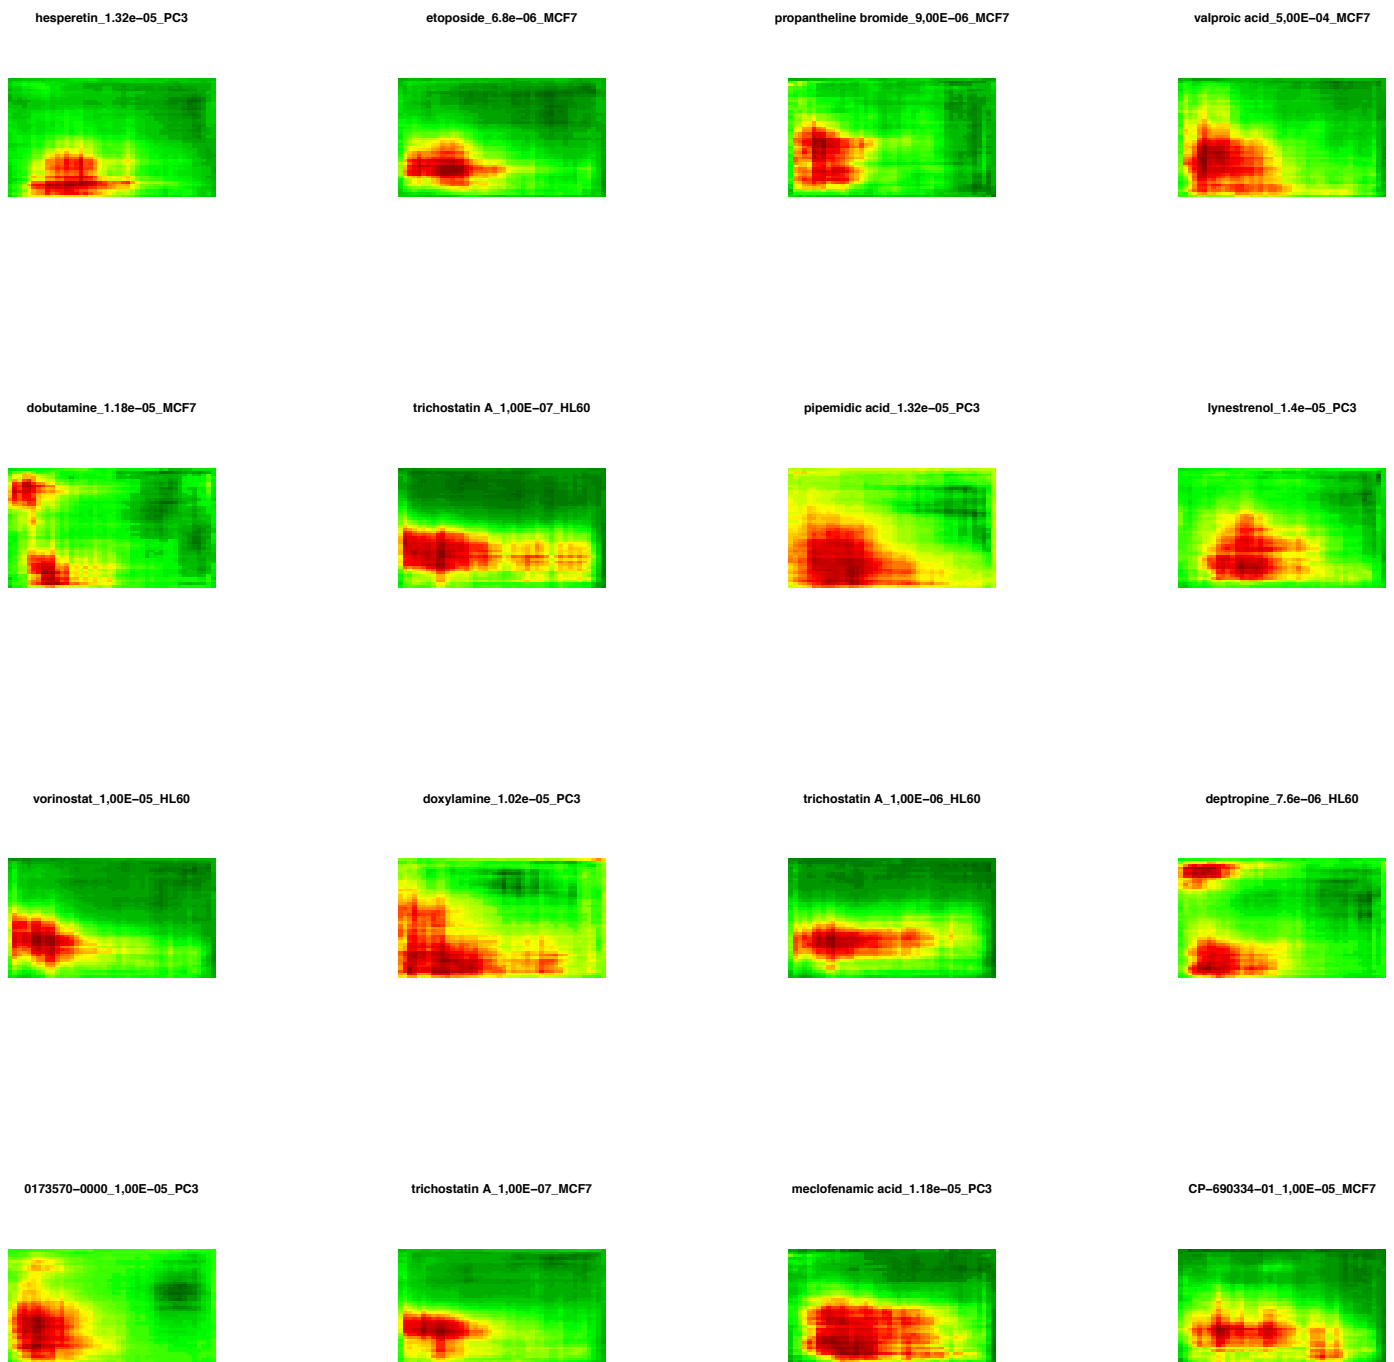 hesperetin_1.32e−05_PC3
etoposide_6.8e−06_MCF7
propantheline bromide_9,00E−06_MCF7
valproic acid_5,00E−04_MCF7
dobutamine_1.18e−05_MCF7
trichostatin A_1,00E−07_HL60
pipemidic acid_1.32e−05_PC3
lynestrenol_1.4e−05_PC3
vorinostat_1,00E−05_HL60
doxylamine_1.02e−05_PC3
trichostatin A_1,00E−06_HL60
deptropine_7.6e−06_HL60
0173570−0000_1,00E−05_PC3
trichostatin A_1,00E−07_MCF7
meclofenamic acid_1.18e−05_PC3
CP−690334−01_1,00E−05_MCF7